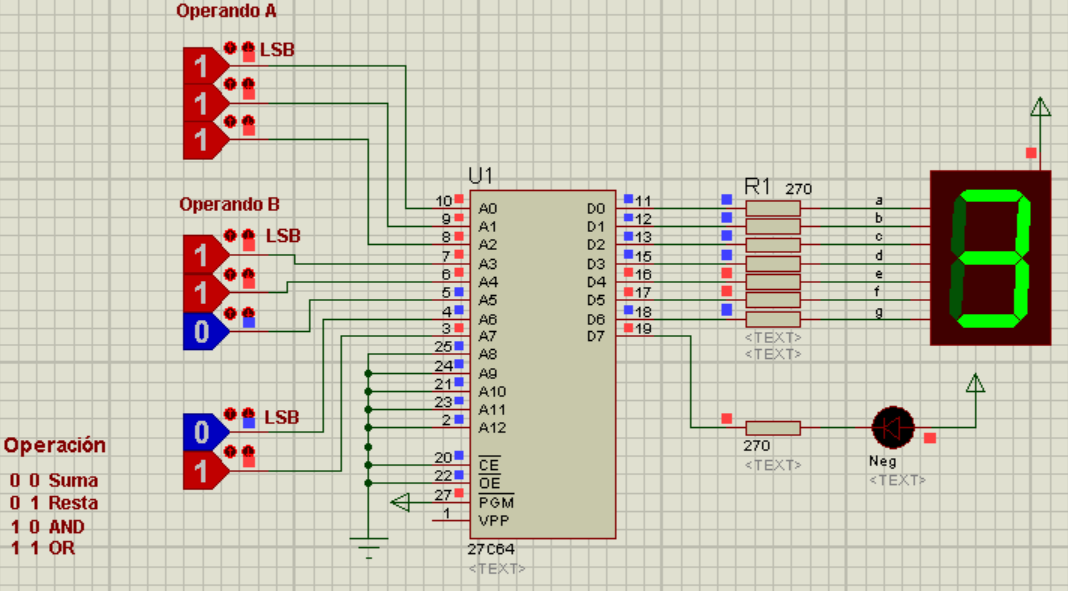 Operando A
1 LSB
1
1
Operando B
1 LSB
1
0
0 LSB
1
Operación
0 0 Suma
0 1 Resta
1 0 AND
1 1 OR
U1
10 A0 D0 11
9 A1 D1 12
8 A2 D2 13
7 A3 D3 15
6 A4 D4 16
5 A5 D5 17
4 A6 D6 18
3 A7 D7 19
25 A8
24 A9
21 A10
23 A11
2 A12
20 CE
22 OE
27 PGM
1 VPP
27C64
<TEXT>
R1 270
a
b
c
d
e
f
g
<TEXT>
<TEXT>
3
270
<TEXT>
Neg
<TEXT>